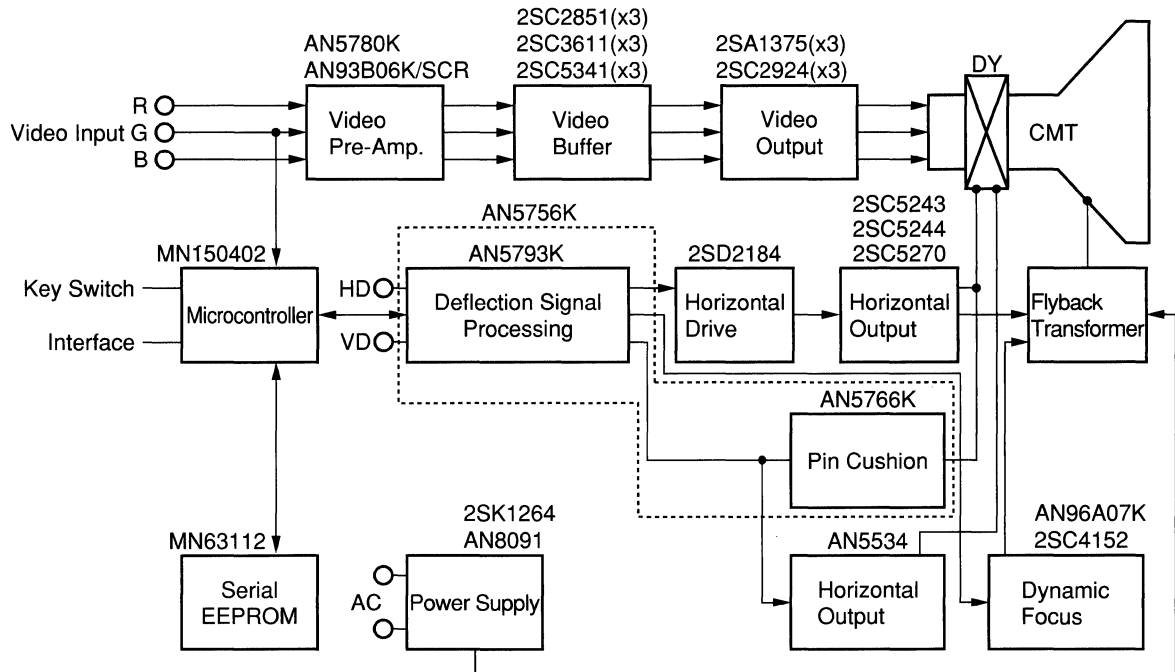 2SC2851(x3)
AN5780K
2SC3611(x3)
2SA1375(x3)
AN93B06K/SCR
2SC5341(x3)
2SC2924(x3)
DY
R
Video Input G
B
Video
Pre-Amp.
Video
Buffer
Video
Output
CMT
AN5756K
2SC5243
2SC5244
MN150402
AN5793K
2SD2184
2SC5270
Key Switch
Interface
Microcontroller
HD
VD
Deflection Signal
Processing
Horizontal
Drive
Horizontal
Output
Flyback
Transformer
AN5766K
Pin Cushion
2SK1264
AN96A07K
MN63112
AN8091
AN5534
2SC4152
Serial
EEPROM
AC
Power Supply
Horizontal
Output
Dynamic
Focus